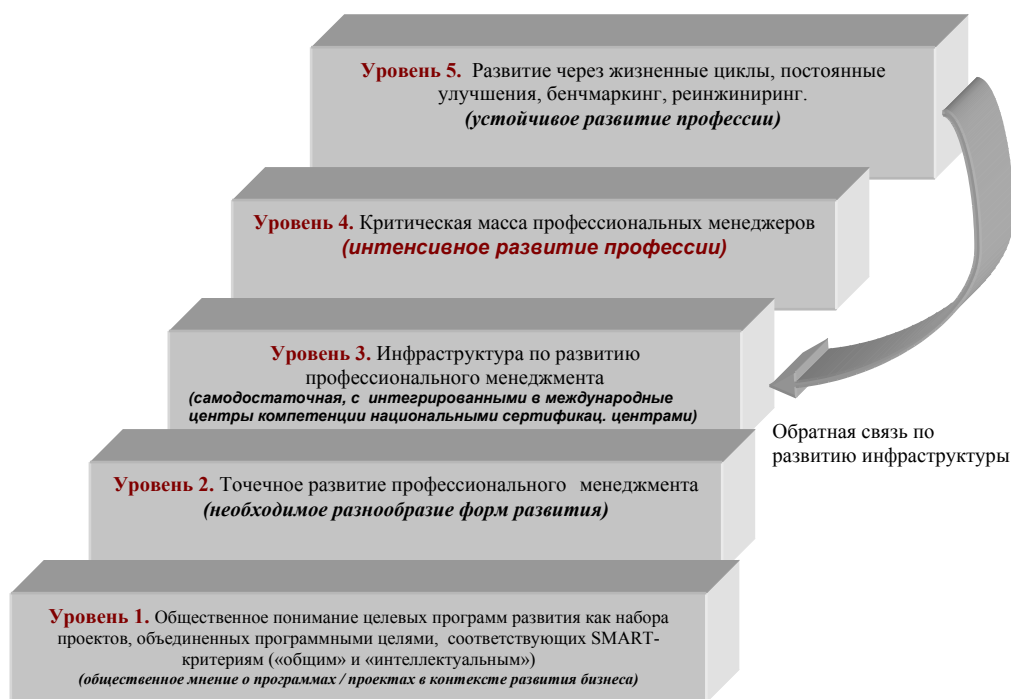 Уровень 5. Развитие через жизненные циклы, постоянные
улучшения, бенчмаркинг, реинжиниринг.
(устойчивое развитие профессии)
Уровень 4. Критическая масса профессиональных менеджеров
(интенсивное развитие профессии)
Уровень 3. Инфраструктура по развитию
профессионального менеджмента
(самодостаточная, с интегрированными в международные
центры компетенции национальными сертификац. центрами)
Обратная связь по
развитию инфраструктуры
Уровень 2. Точечное развитие профессионального менеджмента
(необходимое разнообразие форм развития)
Уровень 1. Общественное понимание целевых программ развития как набора
проектов, объединенных программными целями, соответствующих SMART-
критериям («общим» и «интеллектуальным»)
(общественное мнение о программах / проектах в контексте развития бизнеса)